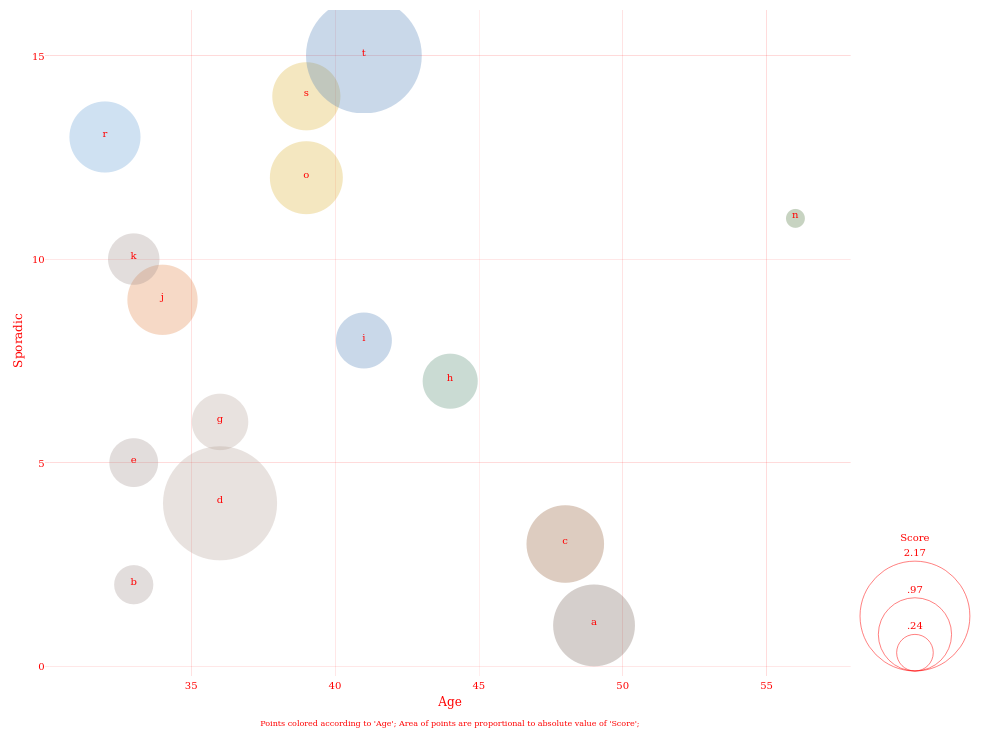 t
15
s
r
o
n
k
10
j
Sporadic
i
h
g
e
5
d
c
Score
2.17
.97
b
.24
a
0
35 40 45 50 55
Age
Points colored according to 'Age'; Area of points are proportional to absolute value of 'Score';